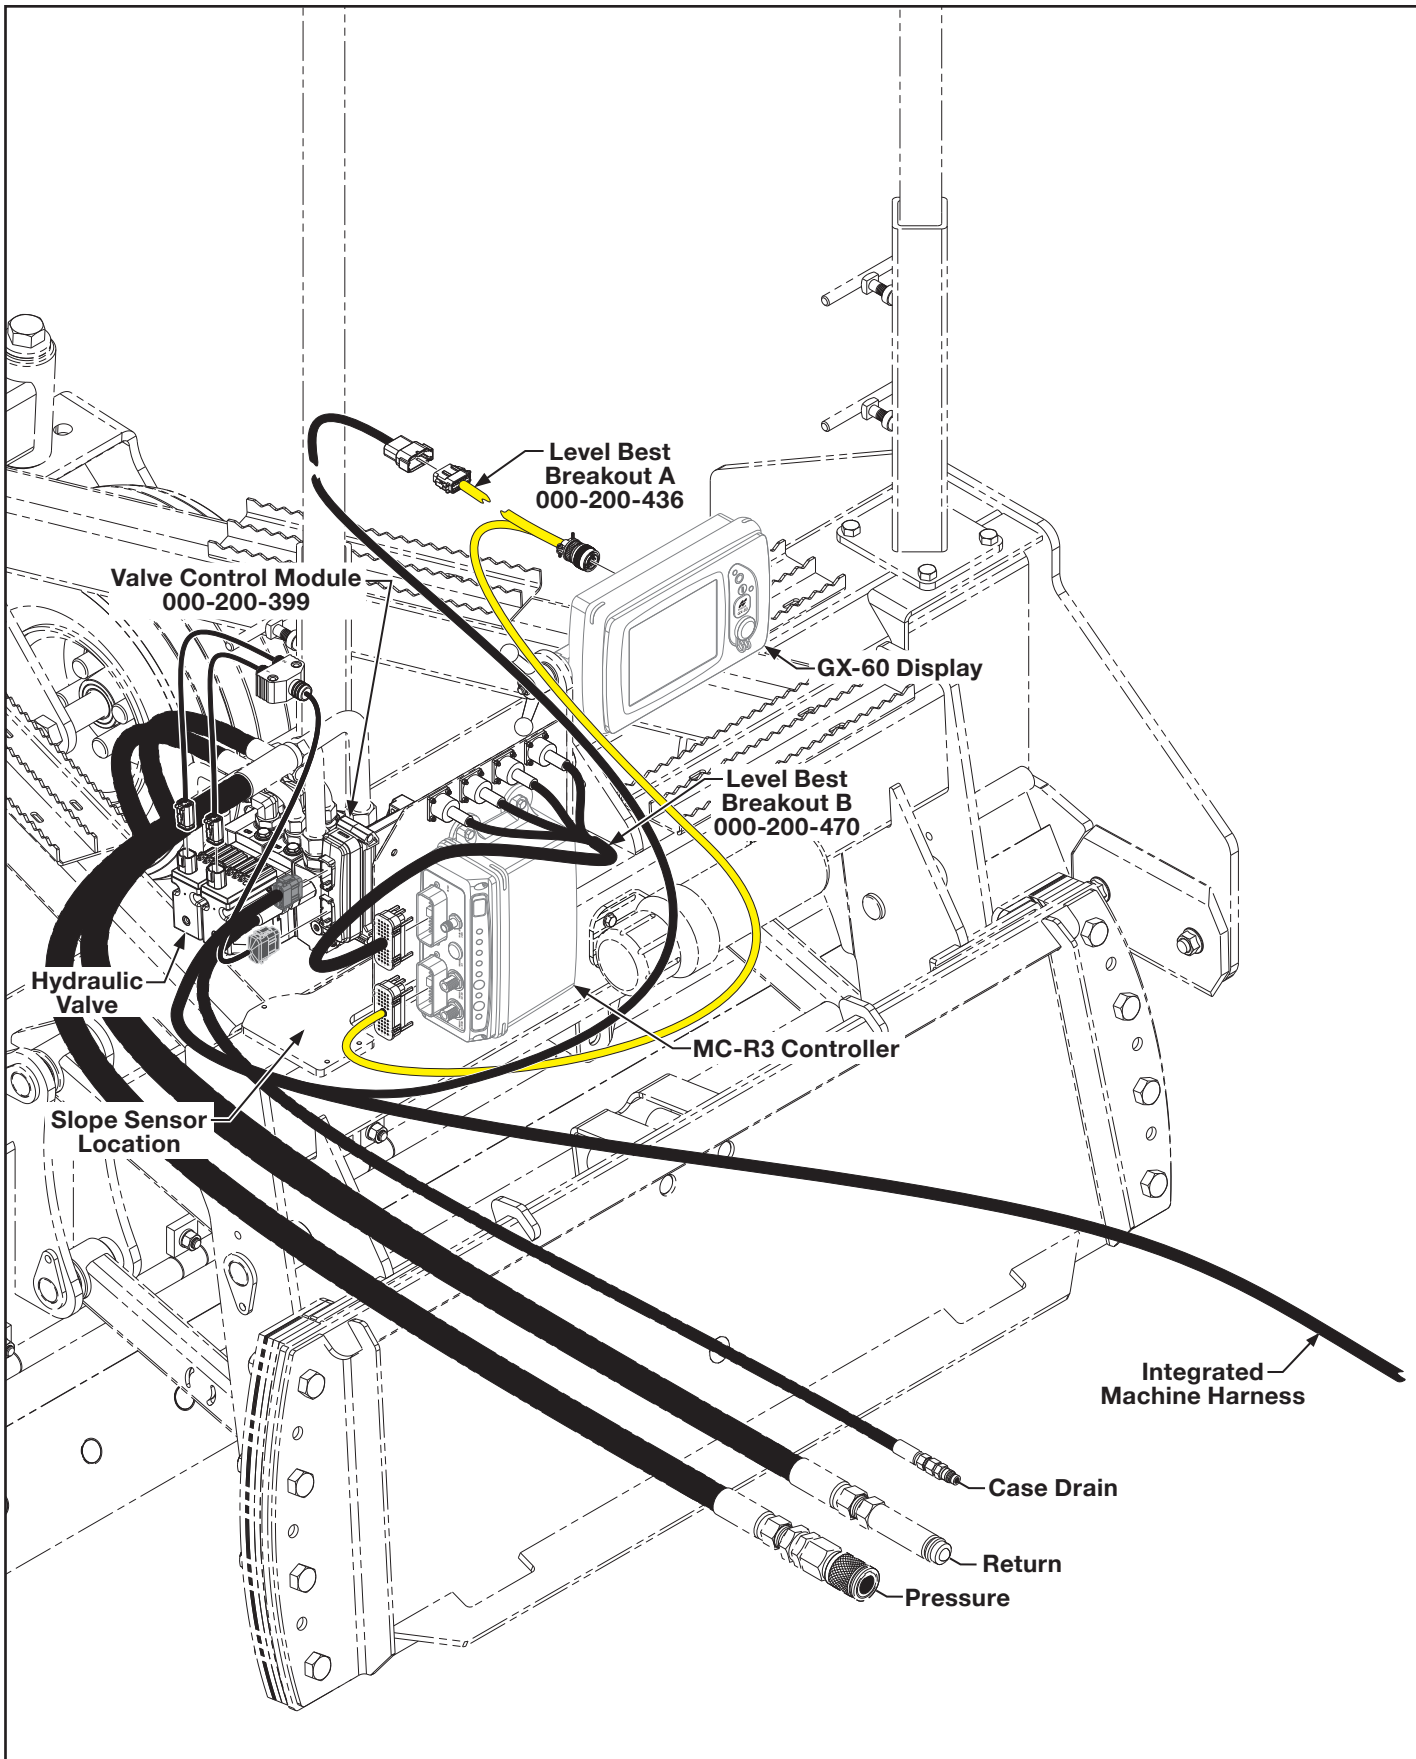 Level Best
Breakout A
000-200-436
Valve Control Module
000-200-399
GX-60 Display
Level Best
Breakout B
000-200-470
Hydraulic
Valve
MC-R3 Controller
Slope Sensor
Location
Integrated
Machine Harness
Case Drain
Return
Pressure